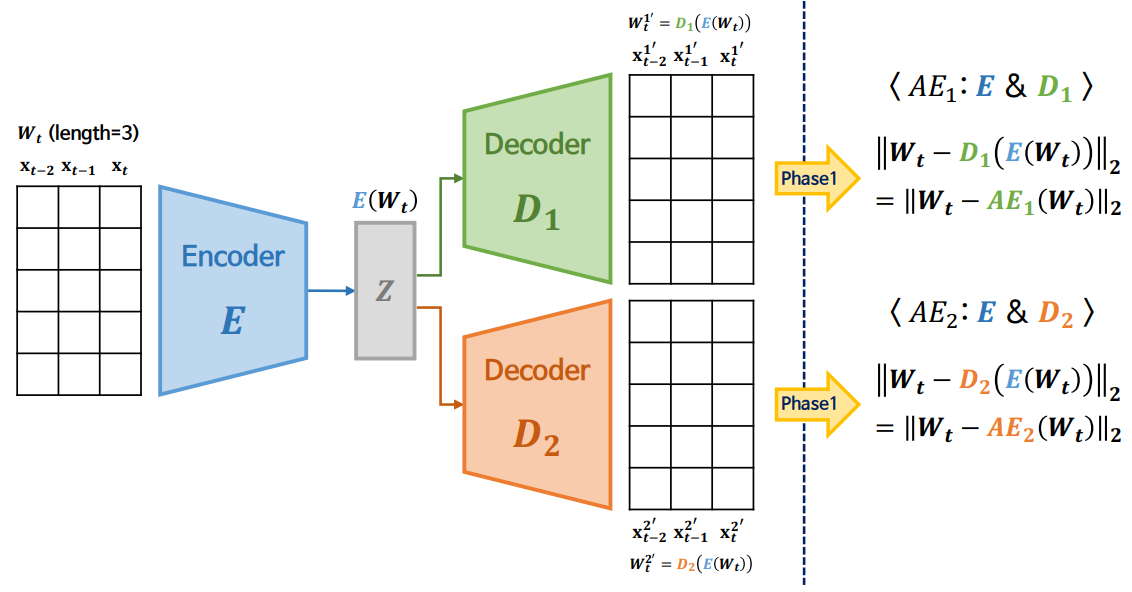 W_t (length=3)
x_{t−2} x_{t−1} x_t
Encoder
E
E(W_t)
Z
Decoder
D_1
Decoder
D_2
W_t^{1'} = D_1(E(W_t))
x_{t−2}^{1'} x_{t−1}^{1'} x_t^{1'}
x_{t−2}^{2'} x_{t−1}^{2'} x_t^{2'}
W_t^{2'} = D_2(E(W_t))
Phase1
⟨ AE_1: E & D_1 ⟩
‖W_t − D_1(E(W_t))‖_2
= ‖W_t − AE_1(W_t)‖_2
Phase1
⟨ AE_2: E & D_2 ⟩
‖W_t − D_2(E(W_t))‖_2
= ‖W_t − AE_2(W_t)‖_2